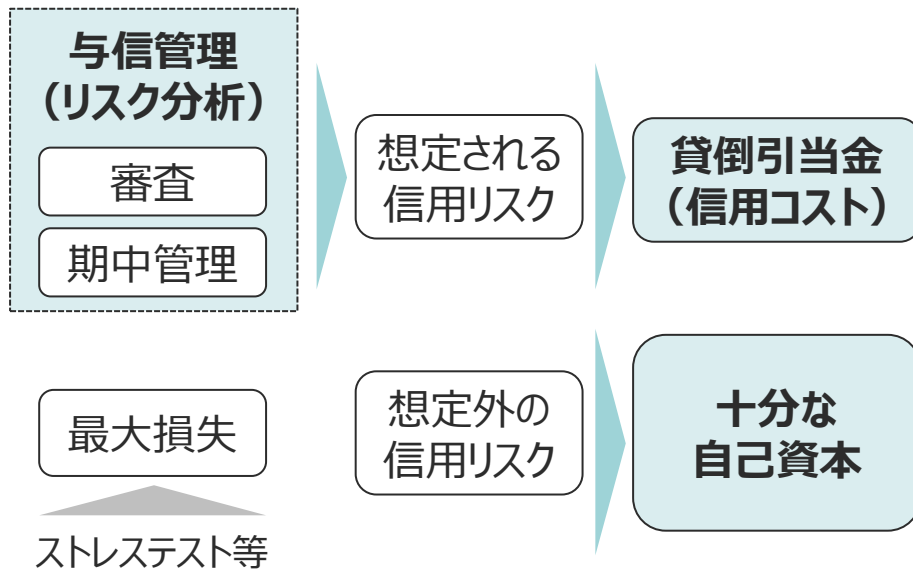 与信管理
（リスク分析）
審査
期中管理
想定される
信用リスク
貸倒引当金
（信用コスト）
最大損失
ストレステスト等
想定外の
信用リスク
十分な
自己資本